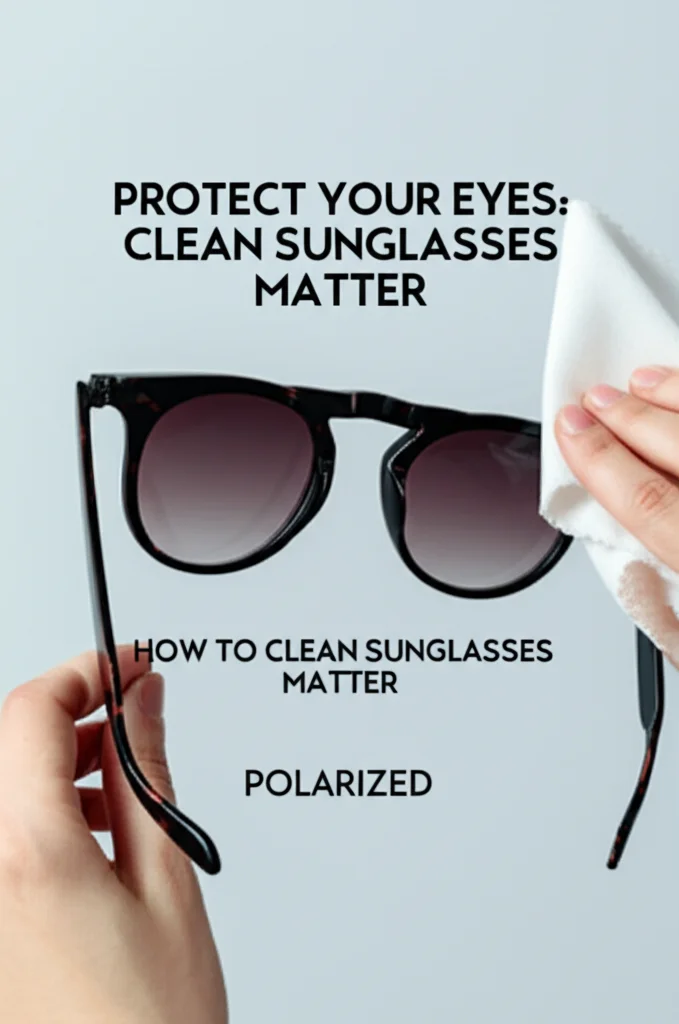 PROTECT YOUR EYES:
CLEAN SUNGLASSES
MATTER
HOW TO CLEAN SUNGLASSES
MATTER
POLARIZED